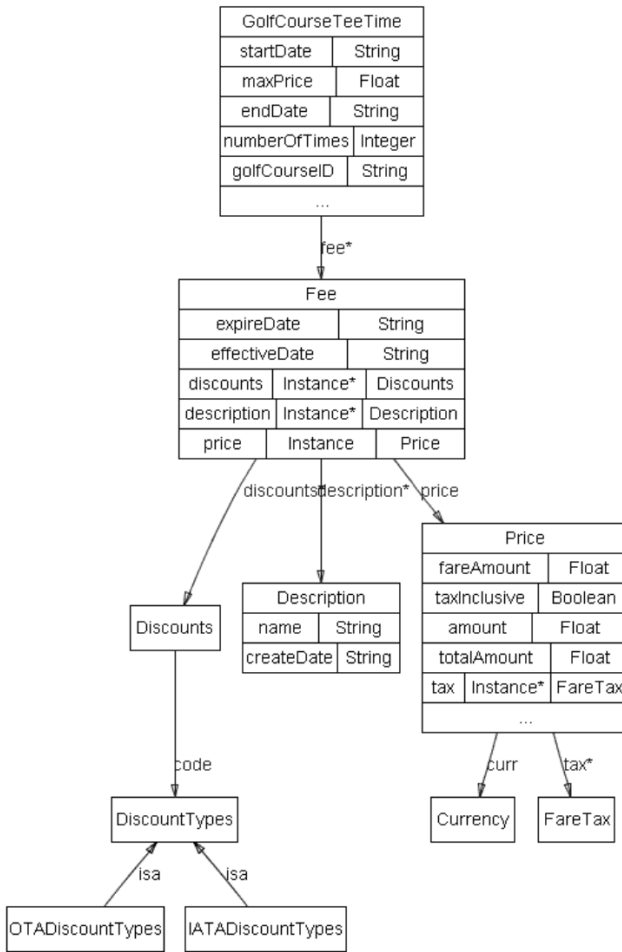 GolfCourseTeeTime
startDate String
maxPrice Float
endDate String
numberOfTimes Integer
golfCourseID String
...
fee*
Fee
expireDate String
effectiveDate String
discounts Instance* Discounts
description Instance* Description
price Instance Price
discounts* description* price
Price
fareAmount Float
taxInclusive Boolean
amount Float
totalAmount Float
tax Instance* FareTax
...
Description
name String
createDate String
Discounts
code
curr tax*
DiscountTypes
Currency FareTax
isa isa
OTADiscountTypes IATADiscountTypes